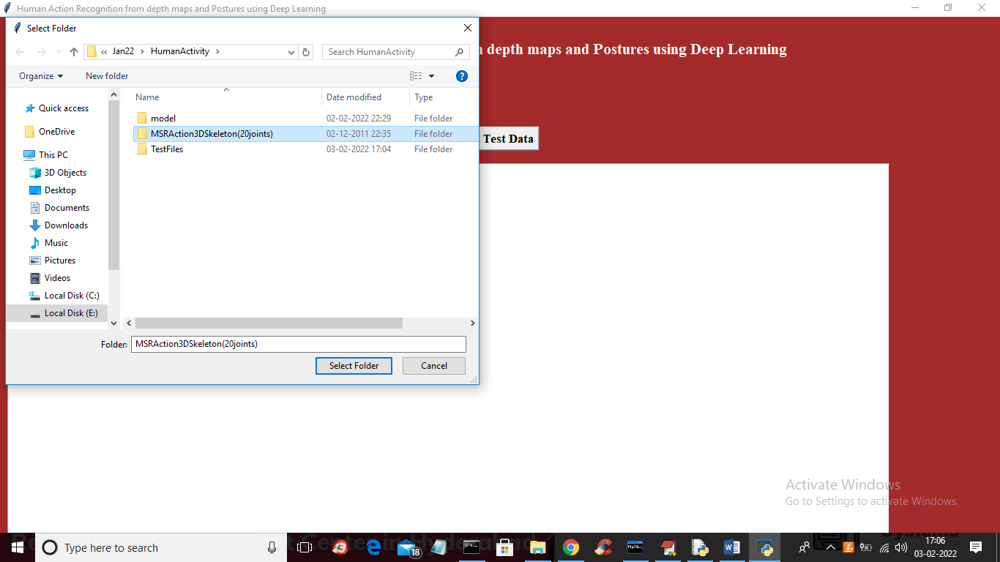 Human Action Recognition from depth maps and Postures using Deep Learning
Select Folder
« Jan22 › HumanActivity ›
Search HumanActivity
depth maps and Postures using Deep Learning
Organize
New folder
?
Name
Date modified
Type
Quick access
OneDrive
This PC
3D Objects
Desktop
Documents
Downloads
Music
Pictures
Videos
Local Disk (C:)
Local Disk (E:)
model 02-02-2022 22:29 File folder
MSRAction3DSkeleton(20joints) 02-12-2011 22:35 File folder
TestFiles 03-02-2022 17:04 File folder
Test Data
Folder: MSRAction3DSkeleton(20joints)
Select Folder
Cancel
Activate Windows
Go to Settings to activate Windows.
Type here to search
18
MySQL
17:06
03-02-2022